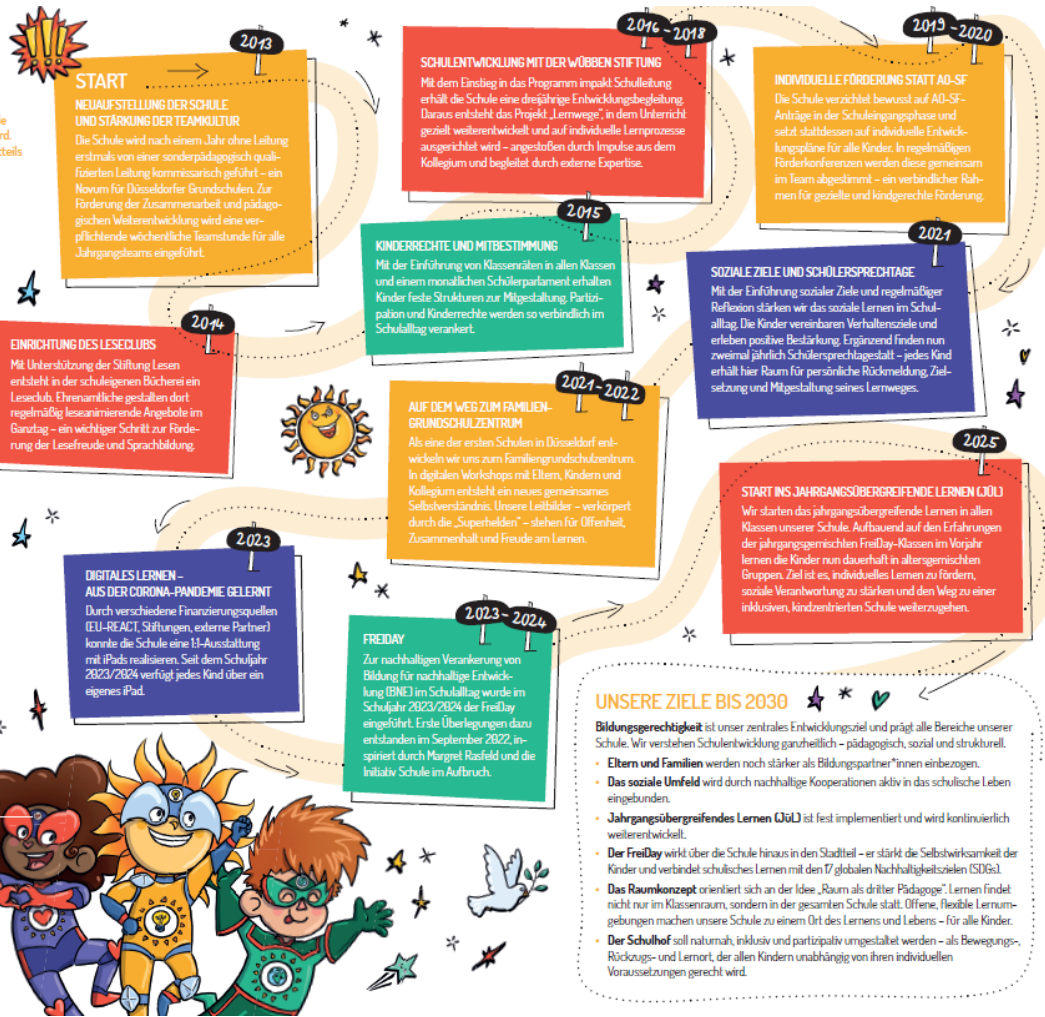 2013
START
NEUAUFSTELLUNG DER SCHULE
UND STÄRKUNG DER TEAMKULTUR
Die Schule wird nach einem Jahr ohne Leitung
erstmals von einer sonderpädagogisch quali-
fizierten Leitung kommissarisch geführt – ein
Novum für Düsseldorfer Grundschulen. Zur
Förderung der Zusammenarbeit und pädago-
gischen Weiterentwicklung wird eine ver-
pflichtende wöchentliche Teamstunde für alle
Jahrgangsteams eingeführt.
2014
EINRICHTUNG DES LESECLUBS
Mit Unterstützung der Stiftung Lesen
entsteht in der schuleigenen Bücherei ein
Leseclub. Ehrenamtliche gestalten dort
regelmäßig leseanimierende Angebote im
Ganztag – ein wichtiger Schritt zur Förde-
rung der Lesefreude und Sprachbildung.
2015
KINDERRECHTE UND MITBESTIMMUNG
Mit der Einführung von Klassenräten in allen Klassen
und einem monatlichen Schülerparlament erhalten
Kinder feste Strukturen zur Mitgestaltung. Partizi-
pation und Kinderrechte werden so verbindlich im
Schulalltag verankert.
2016 - 2018
SCHULENTWICKLUNG MIT DER WÜBBEN STIFTUNG
Mit dem Einstieg in das Programm impakt Schulleitung
erhält die Schule eine dreijährige Entwicklungsbegleitung.
Daraus entsteht das Projekt „Lernwege", in dem Unterricht
gezielt weiterentwickelt und auf individuelle Lernprozesse
ausgerichtet wird – angestoßen durch Impulse aus dem
Kollegium und begleitet durch externe Expertise.
2019 - 2020
INDIVIDUELLE FÖRDERUNG STATT AO-SF
Die Schule verzichtet bewusst auf AO-SF-
Anträge in der Schuleingangsphase und
setzt stattdessen auf individuelle Entwick-
lungspläne für alle Kinder. In regelmäßigen
Förderkonferenzen werden diese gemeinsam
im Team abgestimmt – ein verbindlicher Rah-
men für gezielte und kindgerechte Förderung.
2021
SOZIALE ZIELE UND SCHÜLERSPRECHTAGE
Mit der Einführung sozialer Ziele und regelmäßiger
Reflexion stärken wir das soziale Lernen im Schul-
alltag. Die Kinder vereinbaren Verhaltensziele und
erleben positive Bestärkung. Ergänzend finden nun
zweimal jährlich Schülersprechtagestatt – jedes Kind
erhält hier Raum für persönliche Rückmeldung, Ziel-
setzung und Mitgestaltung seines Lernweges.
2021 - 2022
AUF DEM WEG ZUM FAMILIEN-
GRUNDSCHULZENTRUM
Als eine der ersten Schulen in Düsseldorf ent-
wickeln wir uns zum Familiengrundschulzentrum.
In digitalen Workshops mit Eltern, Kindern und
Kollegium entsteht ein neues gemeinsames
Selbstverständnis. Unsere Leitbilder – verkörpert
durch die „Superhelden" – stehen für Offenheit,
Zusammenhalt und Freude am Lernen.
2023
DIGITALES LERNEN –
AUS DER CORONA-PANDEMIE GELERNT
Durch verschiedene Finanzierungsquellen
(EU-REACT, Stiftungen, externe Partner)
konnte die Schule eine 1:1-Ausstattung
mit iPads realisieren. Seit dem Schuljahr
2023/2024 verfügt jedes Kind über ein
eigenes iPad.
2023 - 2024
FREIDAY
Zur nachhaltigen Verankerung von
Bildung für nachhaltige Entwick-
lung (BNE) im Schulalltag wurde im
Schuljahr 2023/2024 der FreiDay
eingeführt. Erste Überlegungen dazu
entstanden im September 2022, in-
spiriert durch Margret Rasfeld und die
Initiativ Schule im Aufbruch.
2025
START INS JAHRGANGSÜBERGREIFENDE LERNEN (JÜL)
Wir starten das jahrgangsübergreifende Lernen in allen
Klassen unserer Schule. Aufbauend auf den Erfahrungen
der jahrgangsgemischten FreiDay-Klassen im Vorjahr
lernen die Kinder nun dauerhaft in altersgemischten
Gruppen. Ziel ist es, individuelles Lernen zu fördern,
soziale Verantwortung zu stärken und den Weg zu einer
inklusiven, kindzentrierten Schule weiterzugehen.
UNSERE ZIELE BIS 2030
Bildungsgerechtigkeit ist unser zentrales Entwicklungsziel und prägt alle Bereiche unserer
Schule. Wir verstehen Schulentwicklung ganzheitlich – pädagogisch, sozial und strukturell.
• Eltern und Familien werden noch stärker als Bildungspartner*innen einbezogen.
• Das soziale Umfeld wird durch nachhaltige Kooperationen aktiv in das schulische Leben
eingebunden.
• Jahrgangsübergreifendes Lernen (JüL) ist fest implementiert und wird kontinuierlich
weiterentwickelt.
• Der FreiDay wirkt über die Schule hinaus in den Stadtteil – er stärkt die Selbstwirksamkeit der
Kinder und verbindet schulisches Lernen mit den 17 globalen Nachhaltigkeitszielen (SDGs).
• Das Raumkonzept orientiert sich an der Idee „Raum als dritter Pädagoge". Lernen findet
nicht nur im Klassenraum, sondern in der gesamten Schule statt. Offene, flexible Lernum-
gebungen machen unsere Schule zu einem Ort des Lernens und Lebens – für alle Kinder.
• Der Schulhof soll naturnah, inklusiv und partizipativ umgestaltet werden – als Bewegungs-,
Rückzugs- und Lernort, der allen Kindern unabhängig von ihren individuellen
Voraussetzungen gerecht wird.